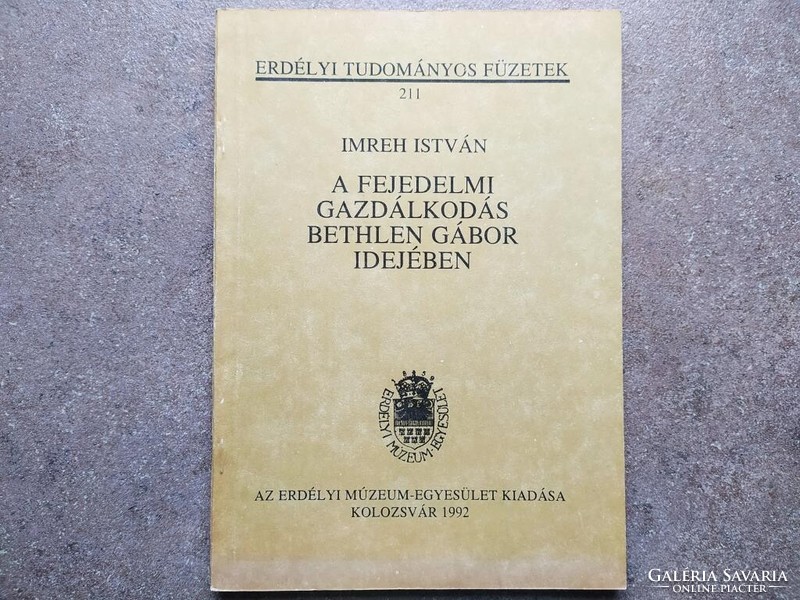 ERDÉLYI TUDOMÁNYOS FÜZETEK
211
IMREH ISTVÁN
A FEJEDELMI
GAZDÁLKODÁS
BETHLEN GÁBOR
IDEJÉBEN
1859
ERDÉLYI MÚZEUM-EGYESÜLET
AZ ERDÉLYI MÚZEUM-EGYESÜLET KIADÁSA
KOLOZSVÁR 1992
GALÉRIA SAVARIA
ONLINE PIACTÉR